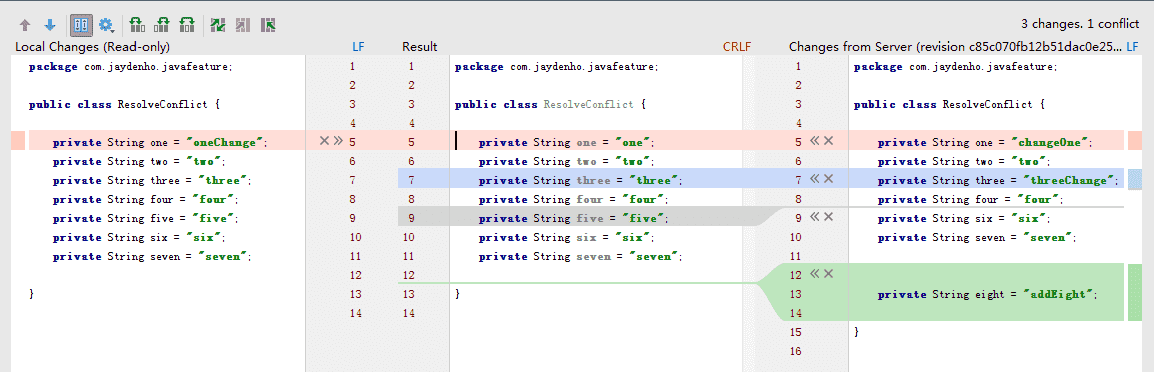 3 changes. 1 conflict
Local Changes (Read-only) LF Result CRLF Changes from Server (revision c85c070fb12b51dac0e25... LF
package com.jaydenho.javafeature; 1 1 package com.jaydenho.javafeature; 1 package com.jaydenho.javafeature;
2 2 2
public class ResolveConflict { 3 3 public class ResolveConflict { 3 public class ResolveConflict {
4 4 4
private String one = "oneChange"; 5 5 private String one = "one"; 5 private String one = "changeOne";
private String two = "two"; 6 6 private String two = "two"; 6 private String two = "two";
private String three = "three"; 7 7 private String three = "three"; 7 private String three = "threeChange";
private String four = "four"; 8 8 private String four = "four"; 8 private String four = "four";
private String five = "five"; 9 9 private String five = "five"; 9 private String six = "six";
private String six = "six"; 10 10 private String six = "six"; 10 private String seven = "seven";
private String seven = "seven"; 11 11 private String seven = "seven"; 11
12 12 12
} 13 13 } 13 private String eight = "addEight";
14 14 14
15 }
16